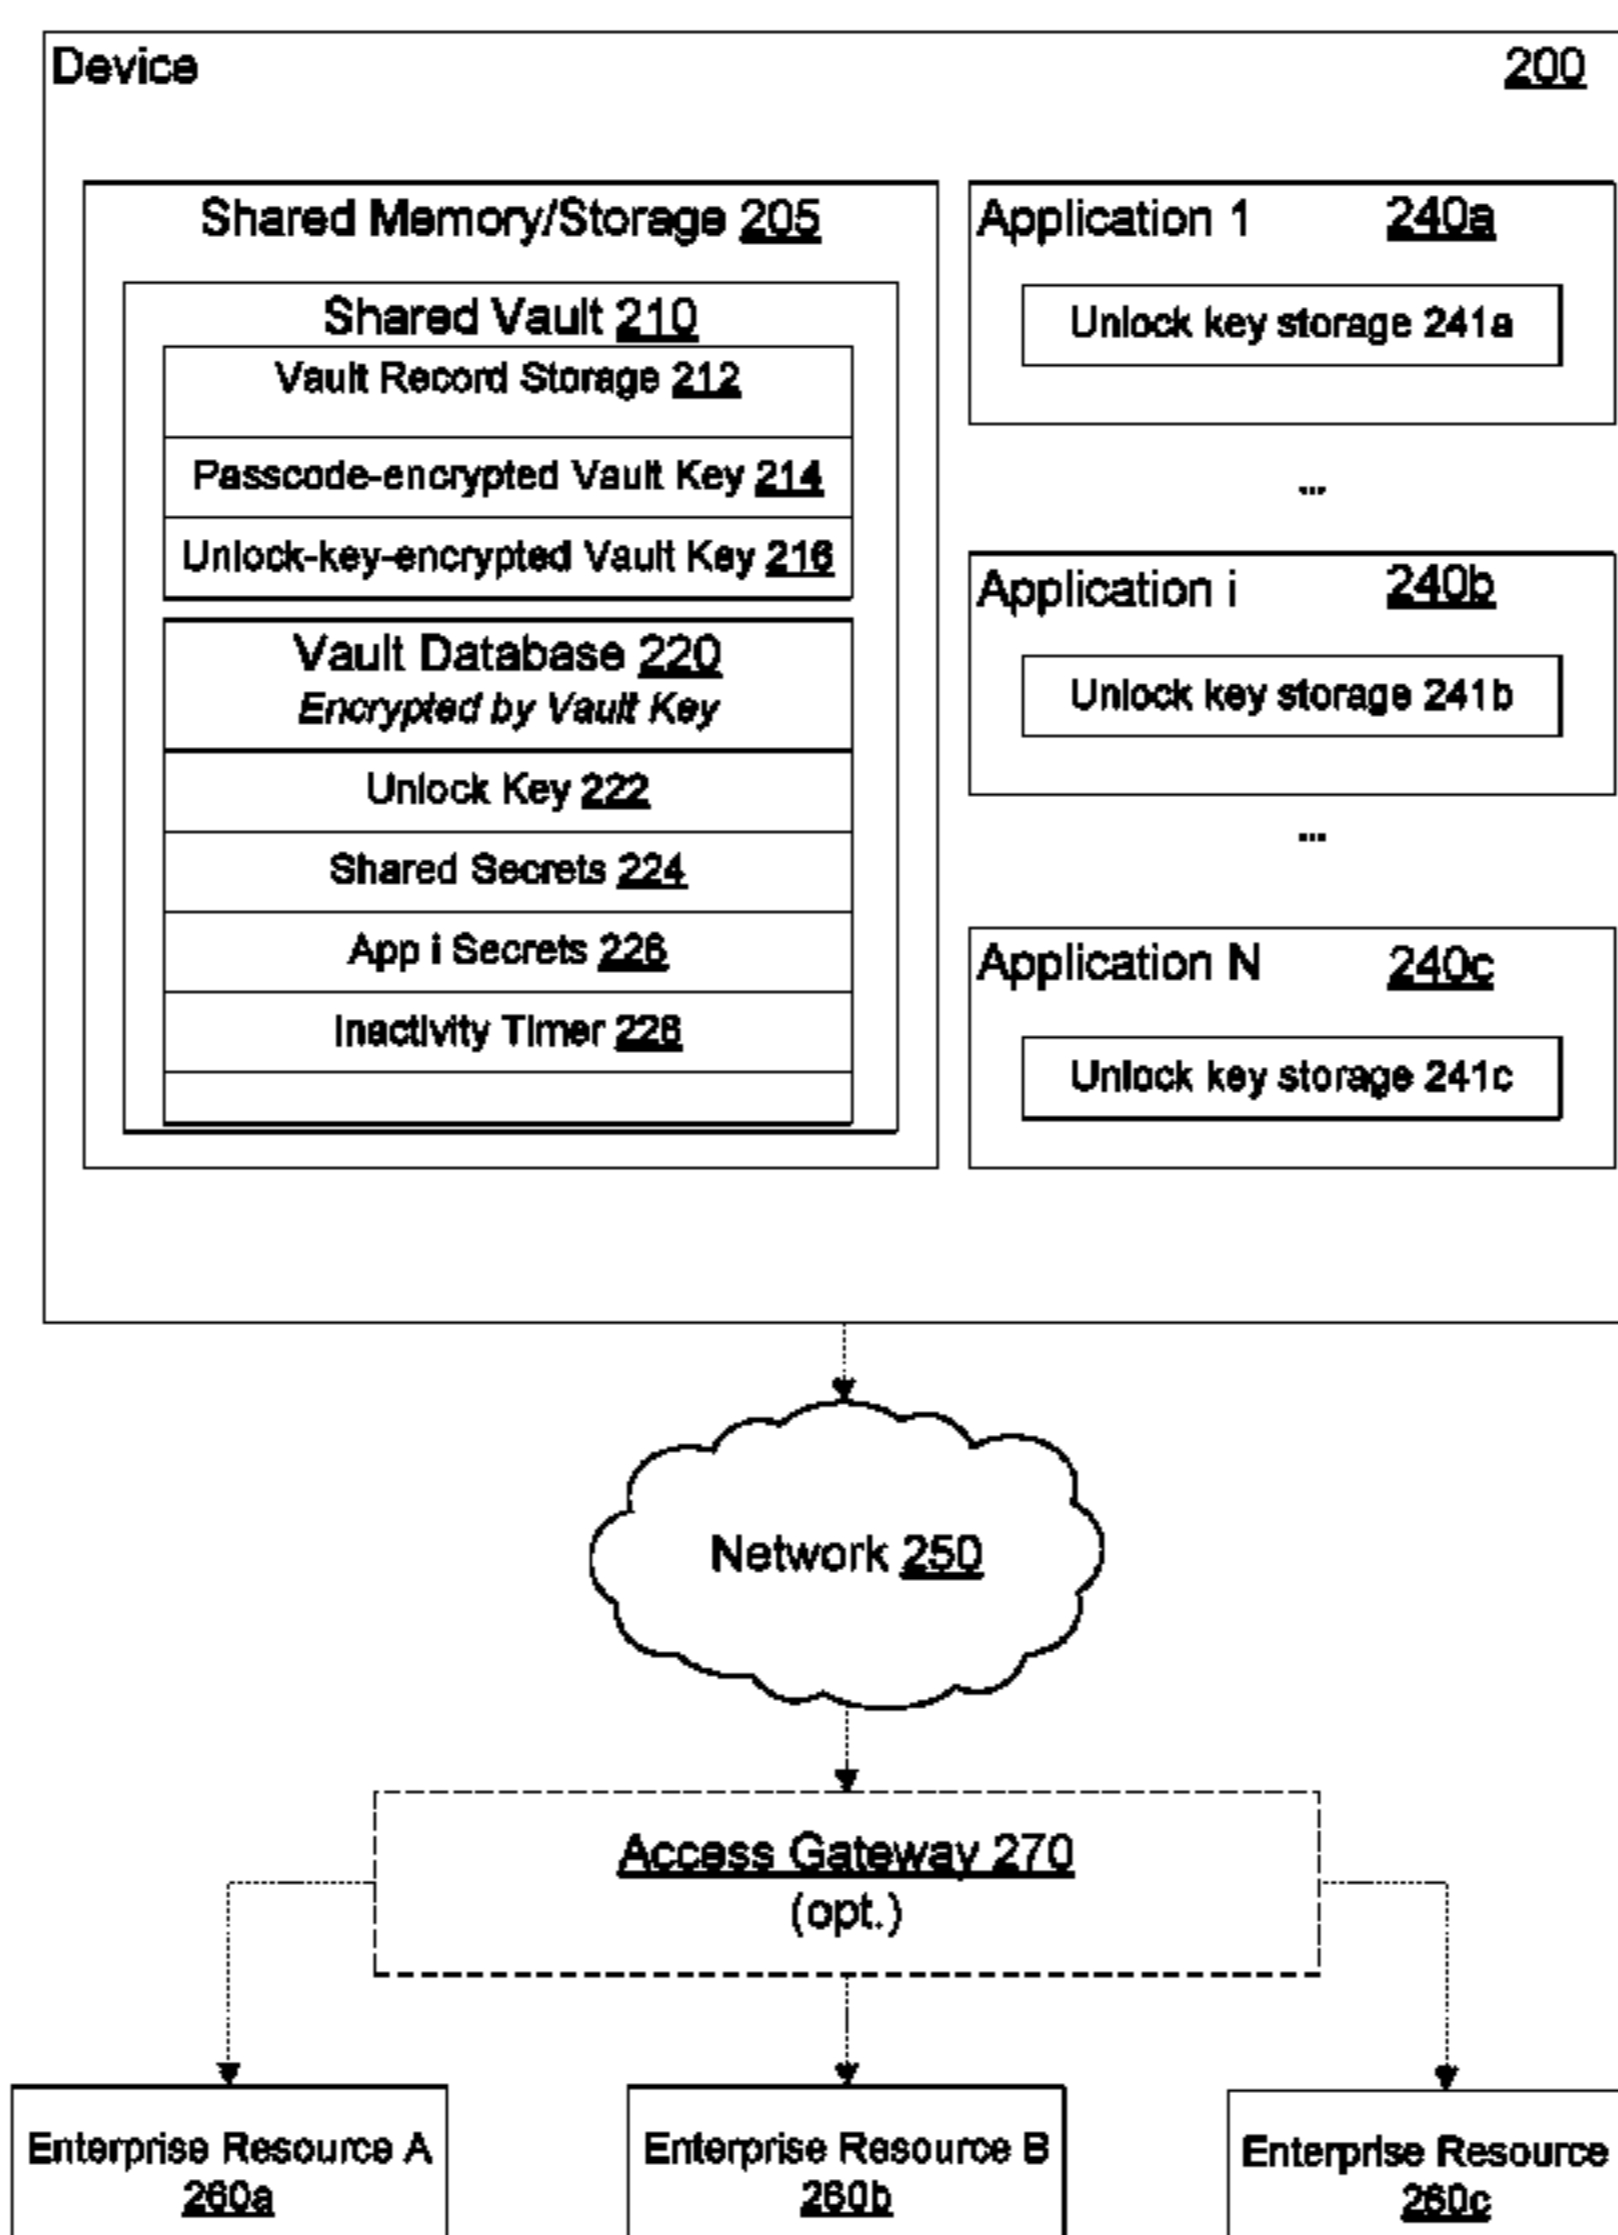 Device 200
Shared Memory/Storage 205
Shared Vault 210
Vault Record Storage 212
Passcode-encrypted Vault Key 214
Unlock-key-encrypted Vault Key 216
Vault Database 220
Encrypted by Vault Key
Unlock Key 222
Shared Secrets 224
App i Secrets 226
Inactivity Timer 228
Application 1 240a
Unlock key storage 241a
...
Application i 240b
Unlock key storage 241b
...
Application N 240c
Unlock key storage 241c
Network 250
Access Gateway 270
(opt.)
Enterprise Resource A
260a
Enterprise Resource B
260b
Enterprise Resource
260c